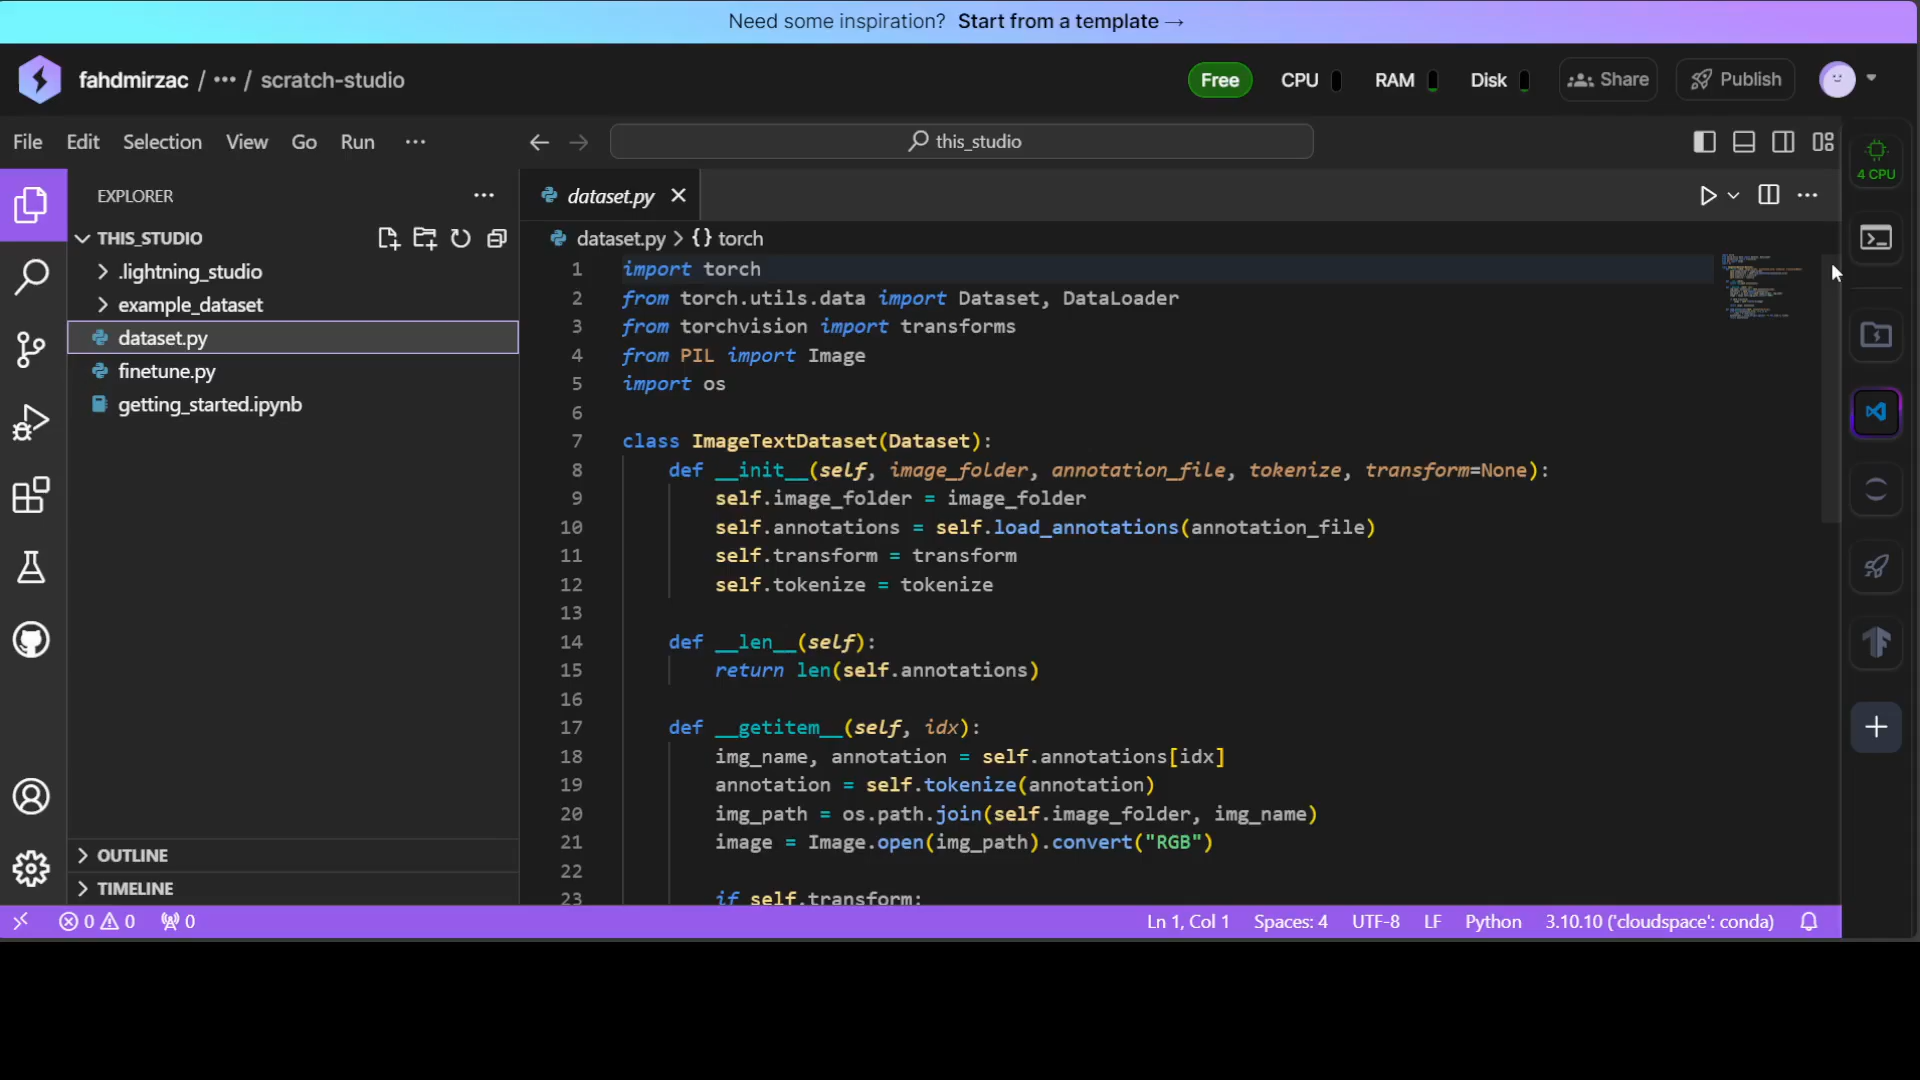 Need some inspiration? Start from a template →
fahdmirzac / ··· / scratch-studio
Free CPU RAM Disk Share Publish
File Edit Selection View Go Run ···
this_studio
4 CPU
EXPLORER
THIS_STUDIO
.lightning_studio
example_dataset
dataset.py
finetune.py
getting_started.ipynb
OUTLINE
TIMELINE
dataset.py
dataset.py > {} torch
1 import torch
2 from torch.utils.data import Dataset, DataLoader
3 from torchvision import transforms
4 from PIL import Image
5 import os
6
7 class ImageTextDataset(Dataset):
8 def __init__(self, image_folder, annotation_file, tokenize, transform=None):
9 self.image_folder = image_folder
10 self.annotations = self.load_annotations(annotation_file)
11 self.transform = transform
12 self.tokenize = tokenize
13
14 def __len__(self):
15 return len(self.annotations)
16
17 def __getitem__(self, idx):
18 img_name, annotation = self.annotations[idx]
19 annotation = self.tokenize(annotation)
20 img_path = os.path.join(self.image_folder, img_name)
21 image = Image.open(img_path).convert("RGB")
22
23 if self.transform:
0 0 0 Ln 1, Col 1 Spaces: 4 UTF-8 LF Python 3.10.10 ('cloudspace': conda)